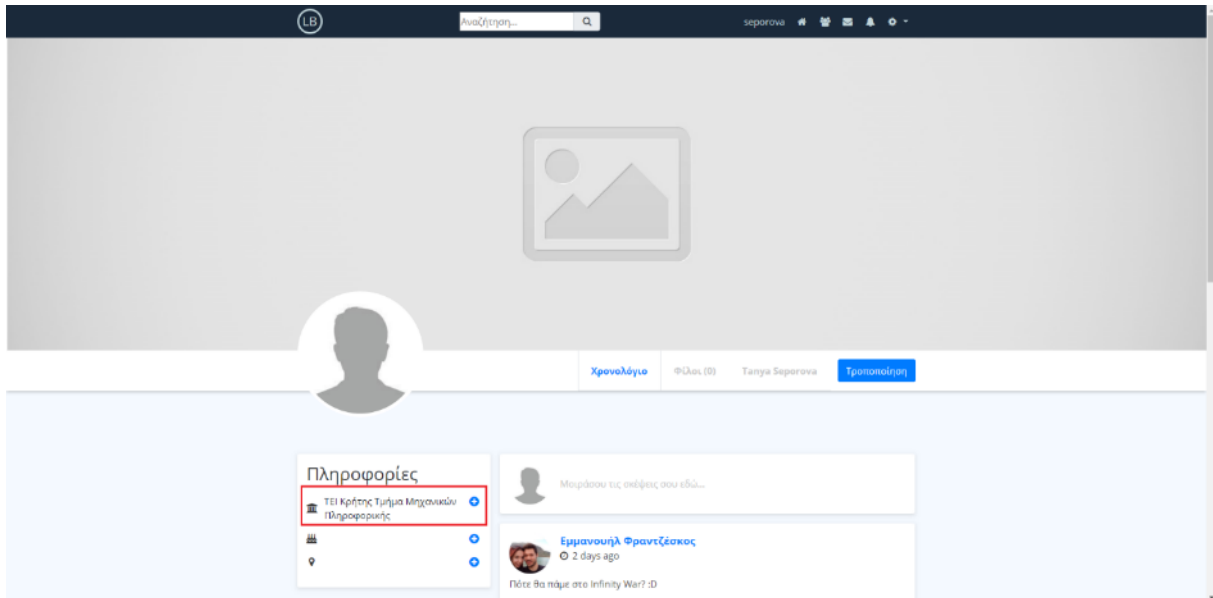 LB
Αναζήτηση...
seporova
Χρονολόγιο
Φίλοι (0)
Tanya Seporova
Τροποποίηση
Πληροφορίες
ΤΕΙ Κρήτης Τμήμα Μηχανικών
Πληροφορικής
Μοιράσου τις σκέψεις σου εδώ...
Εμμανουήλ Φραντζέσκος
2 days ago
Πότε θα πάμε στο Infinity War? :D